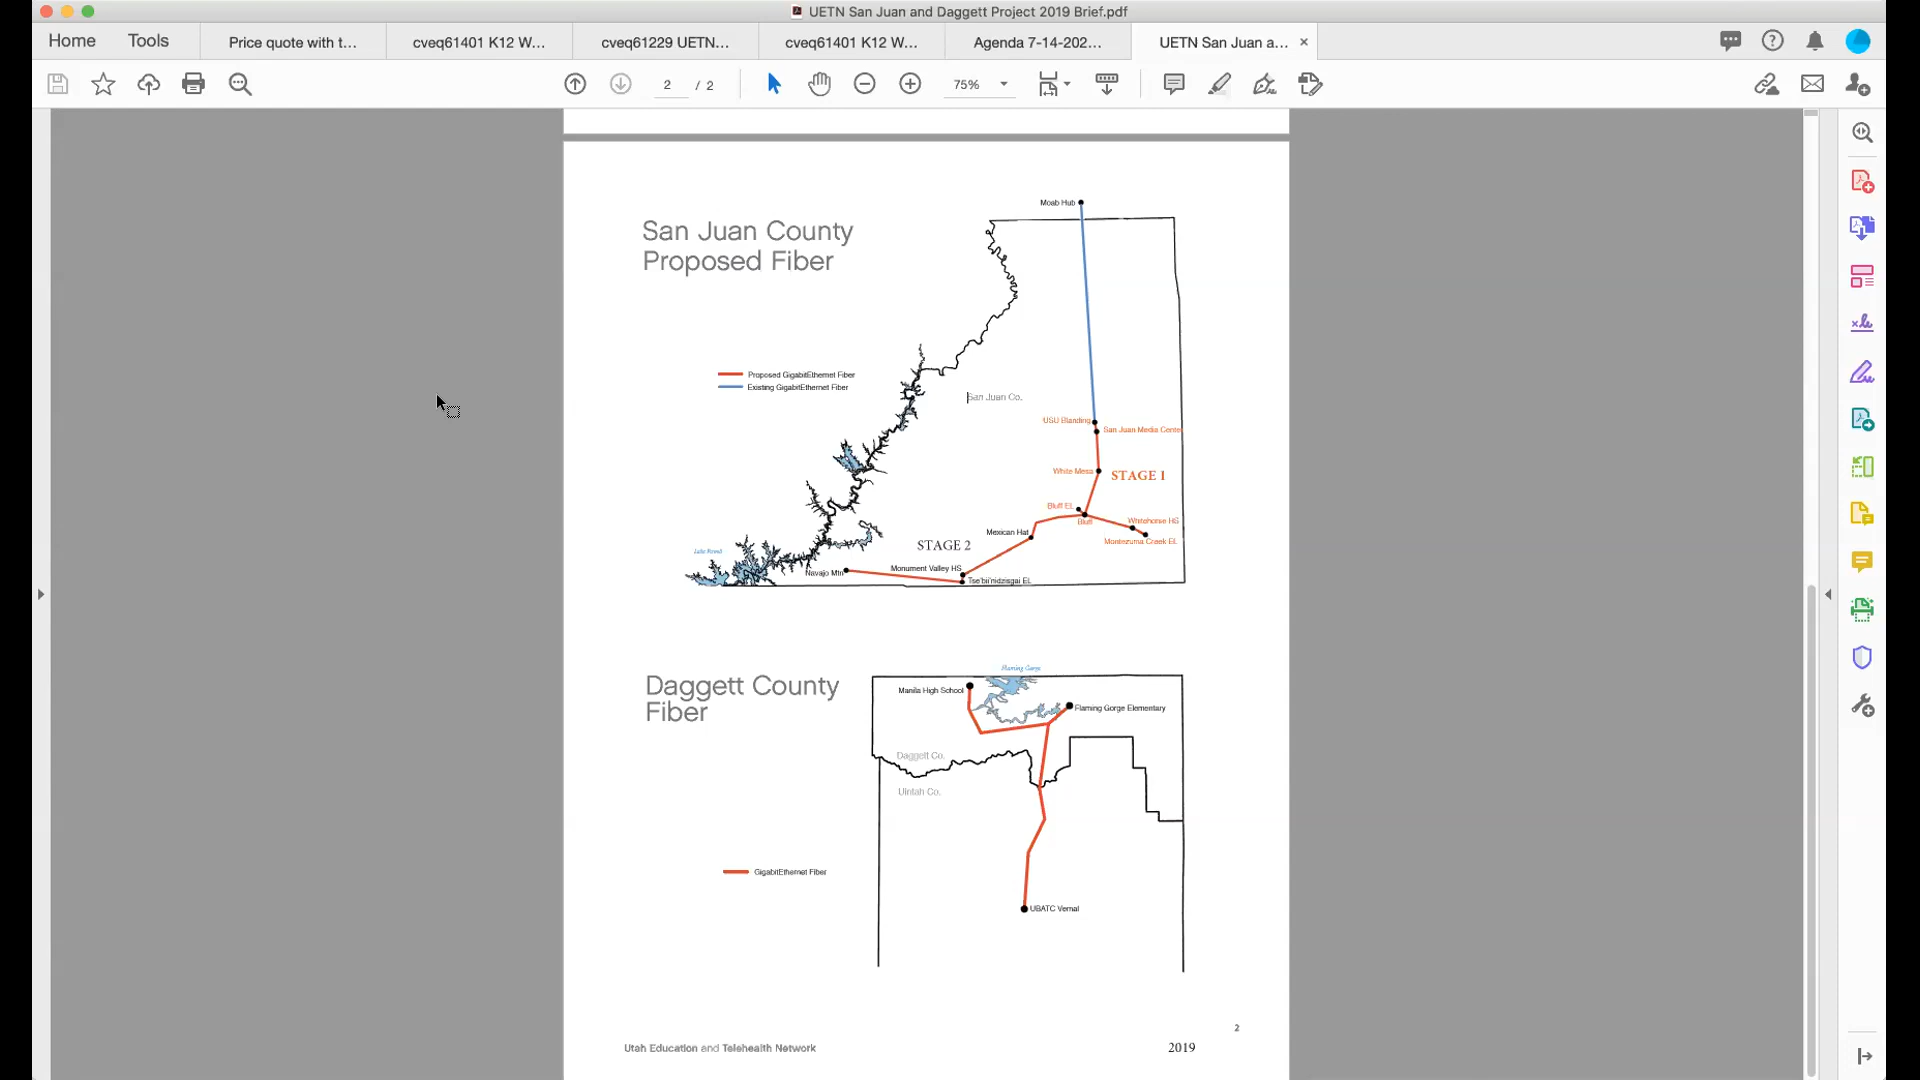 UETN San Juan and Daggett Project 2019 Brief.pdf
Home
Tools
Price quote with t...
cveq61401 K12 W...
cveq61229 UETN...
cveq61401 K12 W...
Agenda 7-14-202...
UETN San Juan a...
2
/ 2
75%
San Juan County
Proposed Fiber
Moab Hub
Proposed GigabitEthernet Fiber
Existing GigabitEthernet Fiber
San Juan Co.
USU Blanding
San Juan Media Center
White Mesa
STAGE 1
Bluff EL
Bluff
Whitehorse HS
Montezuma Creek EL
Mexican Hat
STAGE 2
Lake Powell
Navajo Mtn
Monument Valley HS
Tse'bii'nidzisgai EL
Daggett County
Fiber
Flaming Gorge
Manila High School
Flaming Gorge Elementary
Daggett Co.
Uintah Co.
GigabitEthernet Fiber
UBATC Vernal
2
Utah Education and Telehealth Network
2019